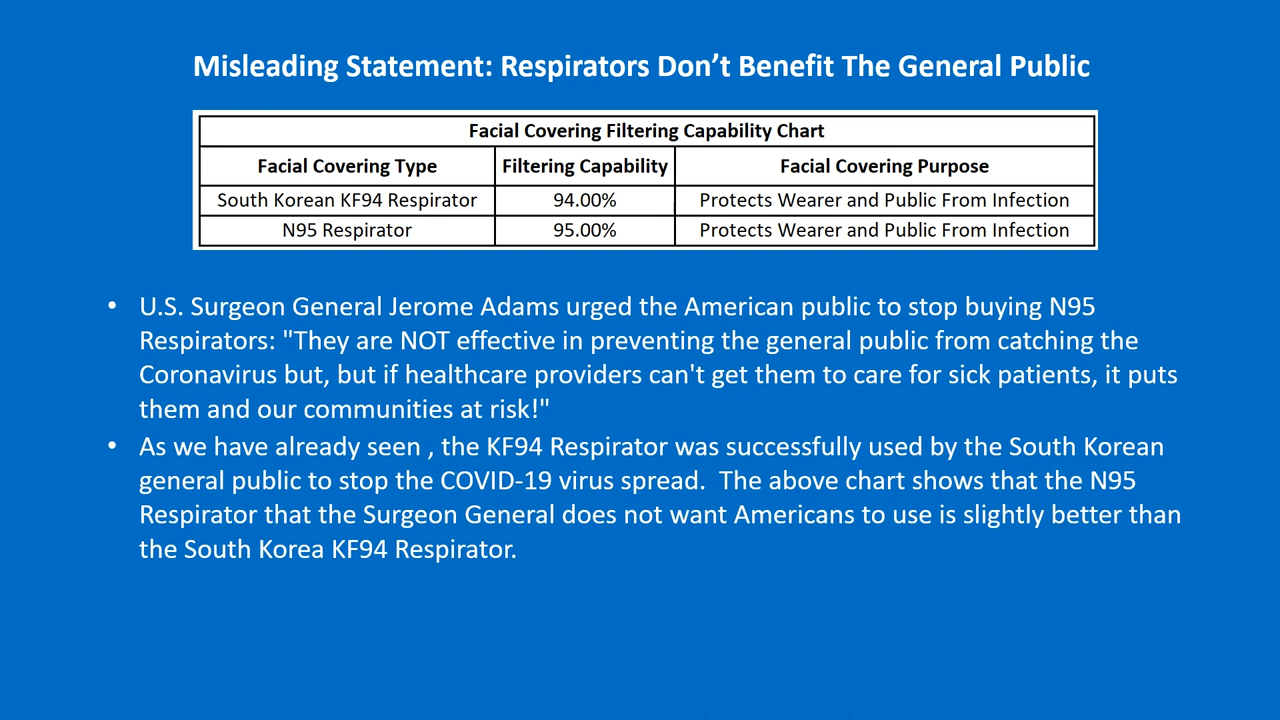 Misleading Statement: Respirators Don’t Benefit The General Public
Facial Covering Filtering Capability Chart
Facial Covering Type Filtering Capability Facial Covering Purpose
South Korean KF94 Respirator 94.00% Protects Wearer and Public From Infection
N95 Respirator 95.00% Protects Wearer and Public From Infection
• U.S. Surgeon General Jerome Adams urged the American public to stop buying N95
Respirators: "They are NOT effective in preventing the general public from catching the
Coronavirus but, but if healthcare providers can't get them to care for sick patients, it puts
them and our communities at risk!"
• As we have already seen , the KF94 Respirator was successfully used by the South Korean
general public to stop the COVID-19 virus spread.  The above chart shows that the N95
Respirator that the Surgeon General does not want Americans to use is slightly better than
the South Korea KF94 Respirator.